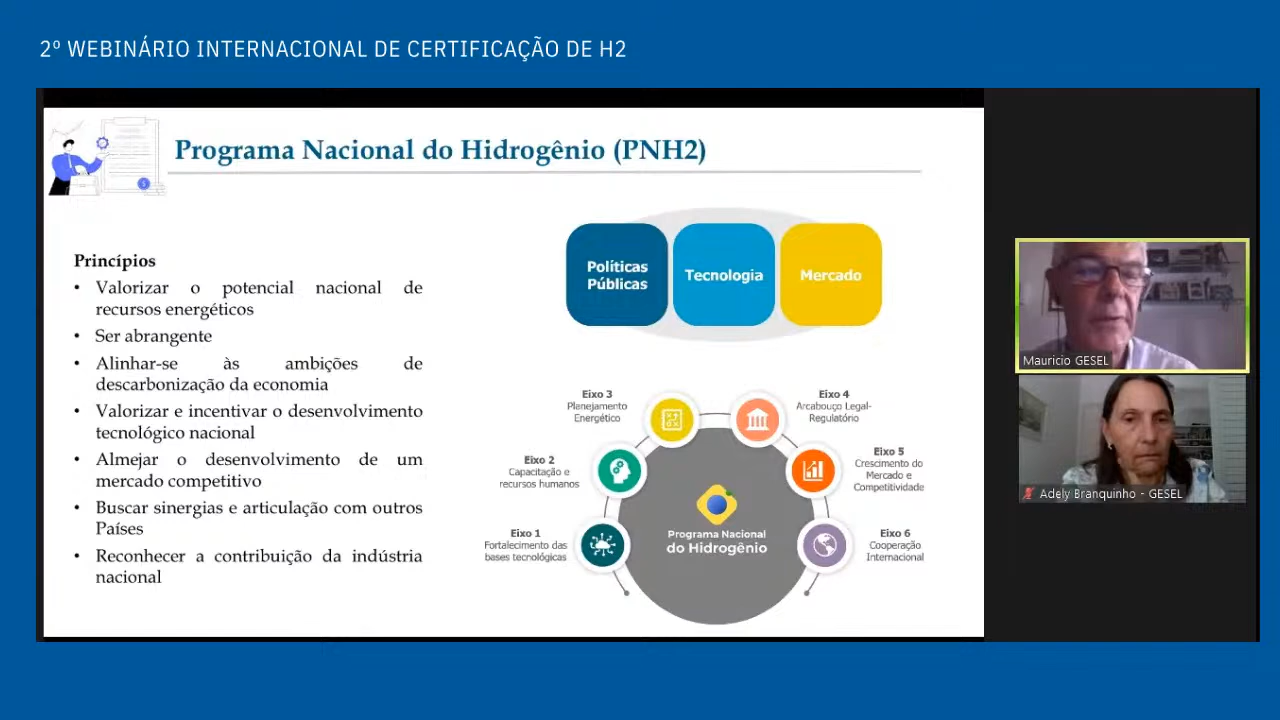 2º WEBINÁRIO INTERNACIONAL DE CERTIFICAÇÃO DE H2
Programa Nacional do Hidrogênio (PNH2)
Princípios
• Valorizar o potencial nacional de
recursos energéticos
• Ser abrangente
• Alinhar-se às ambições de
descarbonização da economia
• Valorizar e incentivar o desenvolvimento
tecnológico nacional
• Almejar o desenvolvimento de um
mercado competitivo
• Buscar sinergias e articulação com outros
Países
• Reconhecer a contribuição da indústria
nacional
Políticas
Públicas
Tecnologia
Mercado
Eixo 3
Planejamento
Energético
Eixo 4
Arcabouço Legal-
Regulatório
Eixo 2
Capacitação e
recursos humanos
Eixo 5
Crescimento do
Mercado e
Competitividade
Eixo 1
Fortalecimento das
bases tecnológicas
Programa Nacional
do Hidrogênio
Eixo 6
Cooperação
Internacional
Mauricio GESEL
Adely Branquinho - GESEL